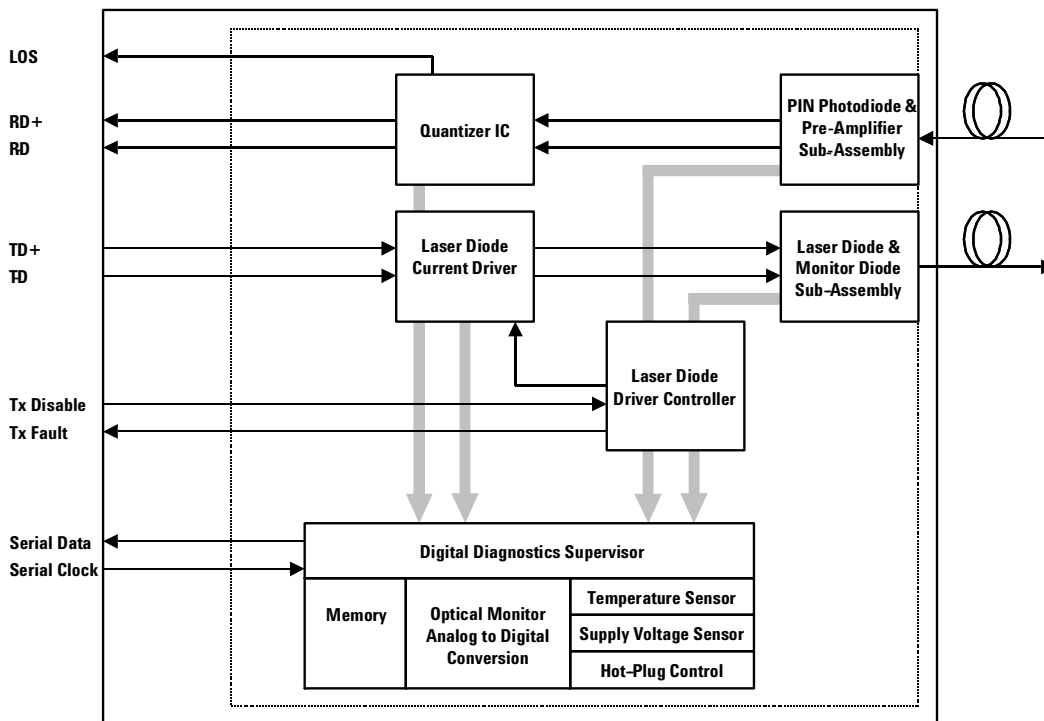 LOS
RD+
RD
TD+
TD
Tx Disable
Tx Fault
Serial Data
Serial Clock
Quantizer IC
PIN Photodiode &
Pre-Amplifier
Sub-Assembly
Laser Diode
Current Driver
Laser Diode &
Monitor Diode
Sub-Assembly
Laser Diode
Driver Controller
Digital Diagnostics Supervisor
Memory
Optical Monitor
Analog to Digital
Conversion
Temperature Sensor
Supply Voltage Sensor
Hot-Plug Control